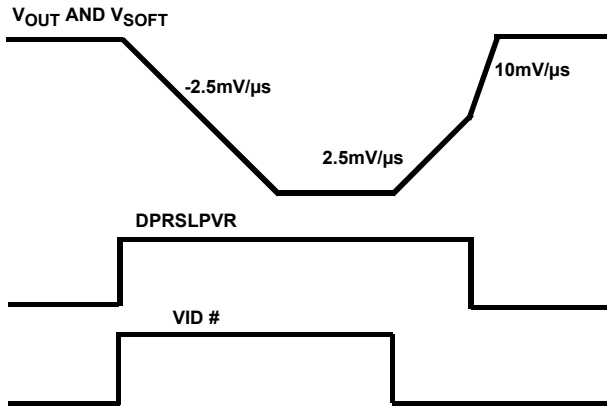 VOUT AND VSOFT
-2.5mV/µs
10mV/µs
2.5mV/µs
DPRSLPVR
VID #